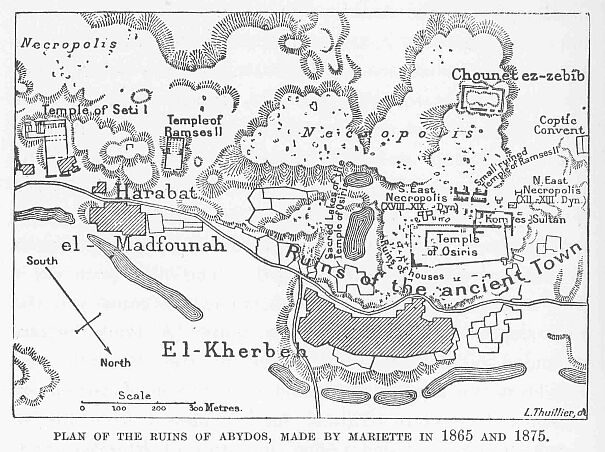 Necropolis
Chounet ez-zebib
Temple of Seti I
Temple of
Ramses II
Necropolis
Coptic
Convent
Small ruined
Temple of Ramses II
N. East
Necropolis
(XII.-XIII. Dyn.)
S. East
Necropolis
(XVIII.-XIX. Dyn.)
Harabat
el-Madfounah
Sacred Lakes of the
Temple of Osiris
Kom-es-Sultan
Temple
of
Osiris
Ruins of houses
Ruins of the ancient Town
South
North
El-Kherbeh
Scale
0 100 200 300 Metres.
L. Thuillier, d
PLAN OF THE RUINS OF ABYDOS, MADE BY MARIETTE IN 1865 AND 1875.